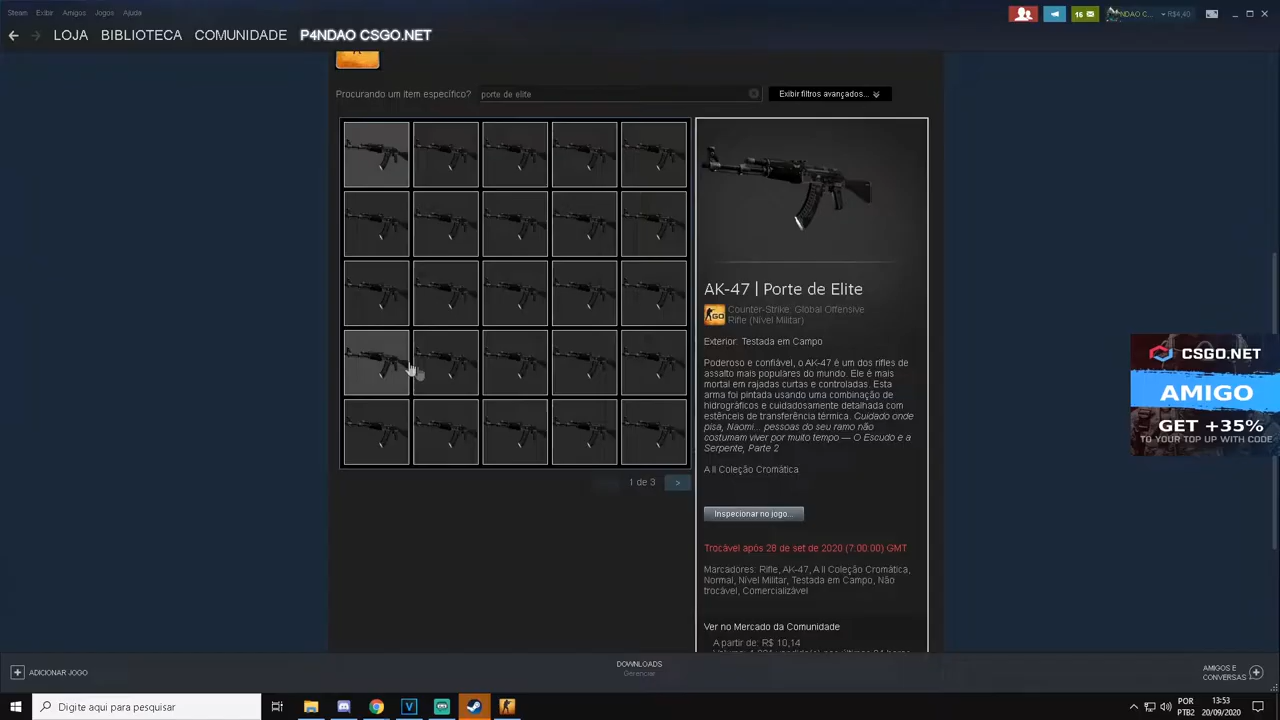 Steam Exibir Amigos Jogos Ajuda
16
P4NDAO C... R$4,40
LOJA BIBLIOTECA COMUNIDADE P4NDAO CSGO.NET
Procurando um item específico?
porte de elite
Exibir filtros avançados...
AK-47 | Porte de Elite
GO
Counter-Strike: Global Offensive
Rifle (Nível Militar)
Exterior: Testada em Campo
Poderoso e confiável, o AK-47 é um dos rifles de
assalto mais populares do mundo. Ele é mais
mortal em rajadas curtas e controladas. Esta
arma foi pintada usando uma combinação de
hidrográficos e cuidadosamente detalhada com
estênceis de transferência térmica. Cuidado onde
pisa, Naomi... pessoas do seu ramo não
costumam viver por muito tempo — O Escudo e a
Serpente, Parte 2
A II Coleção Cromática
1 de 3 >
Inspecionar no jogo...
Trocável após 28 de set de 2020 (7:00:00) GMT
Marcadores: Rifle, AK-47, A II Coleção Cromática,
Normal, Nível Militar, Testada em Campo, Não
trocável, Comercializável
Ver no Mercado da Comunidade
A partir de: R$ 10,14
CSGO.NET
AMIGO
GET +35%
TO YOUR TOP UP WITH CODE
ADICIONAR JOGO
DOWNLOADS
Gerenciar
AMIGOS E
CONVERSAS
Digite aqui para pesquisar
POR
PTB2
13:53
20/09/2020